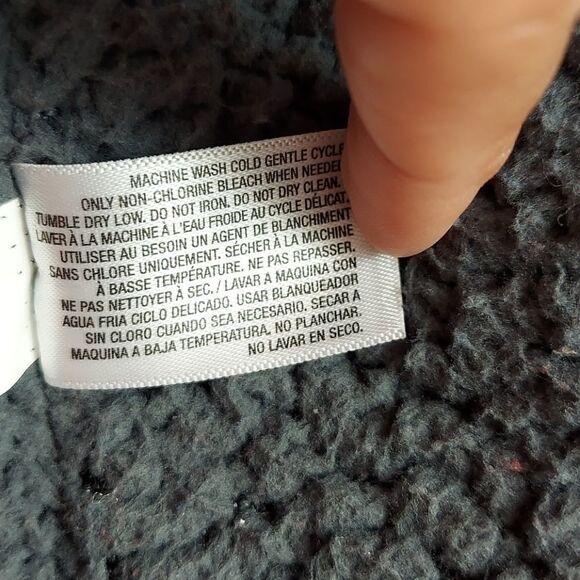 MACHINE WASH COLD GENTLE CYCLE
ONLY NON-CHLORINE BLEACH WHEN NEEDED
TUMBLE DRY LOW. DO NOT IRON. DO NOT DRY CLEAN.
LAVER À LA MACHINE À L'EAU FROIDE AU CYCLE DÉLICAT.
UTILISER AU BESOIN UN AGENT DE BLANCHIMENT
SANS CHLORE UNIQUEMENT. SÉCHER À LA MACHINE
À BASSE TEMPÉRATURE. NE PAS REPASSER.
NE PAS NETTOYER À SEC. / LAVAR A MAQUINA CON
AGUA FRIA CICLO DELICADO. USAR BLANQUEADOR
SIN CLORO CUANDO SEA NECESARIO. SECAR A
MAQUINA A BAJA TEMPERATURA. NO PLANCHAR.
NO LAVAR EN SECO.